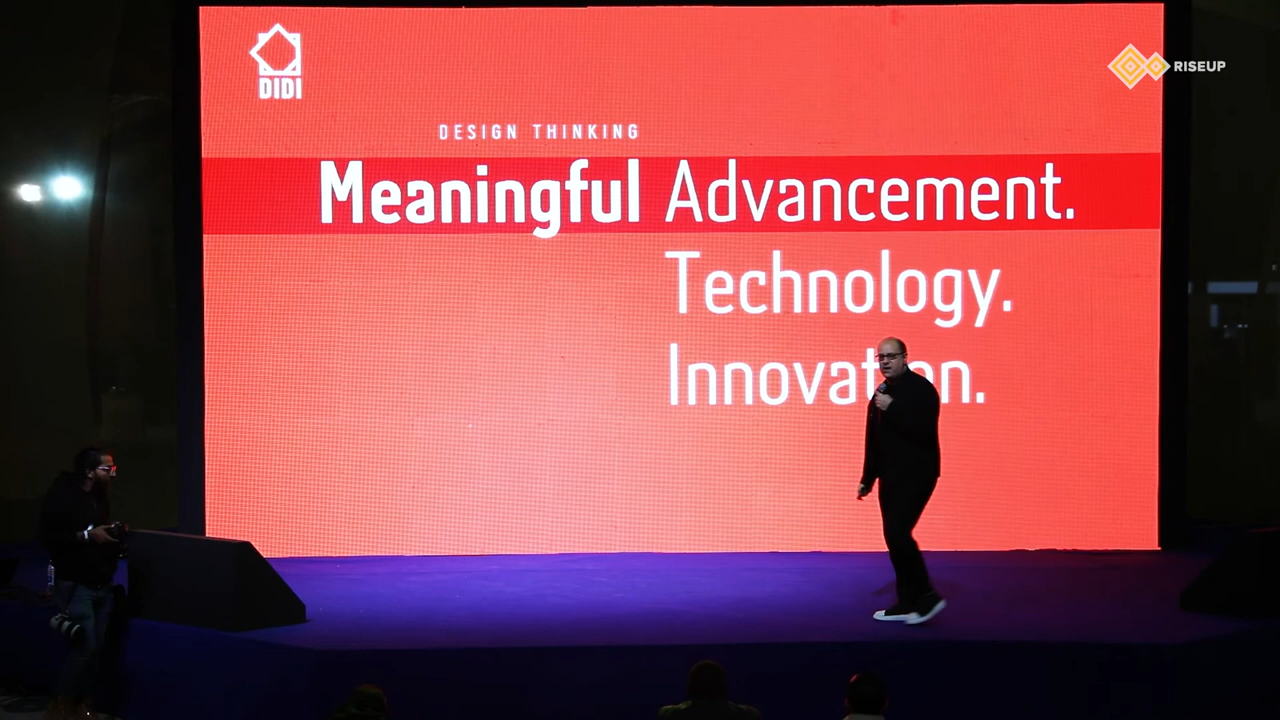 DIDI
RISEUP
DESIGN THINKING
Meaningful Advancement.
Technology.
Innovation.